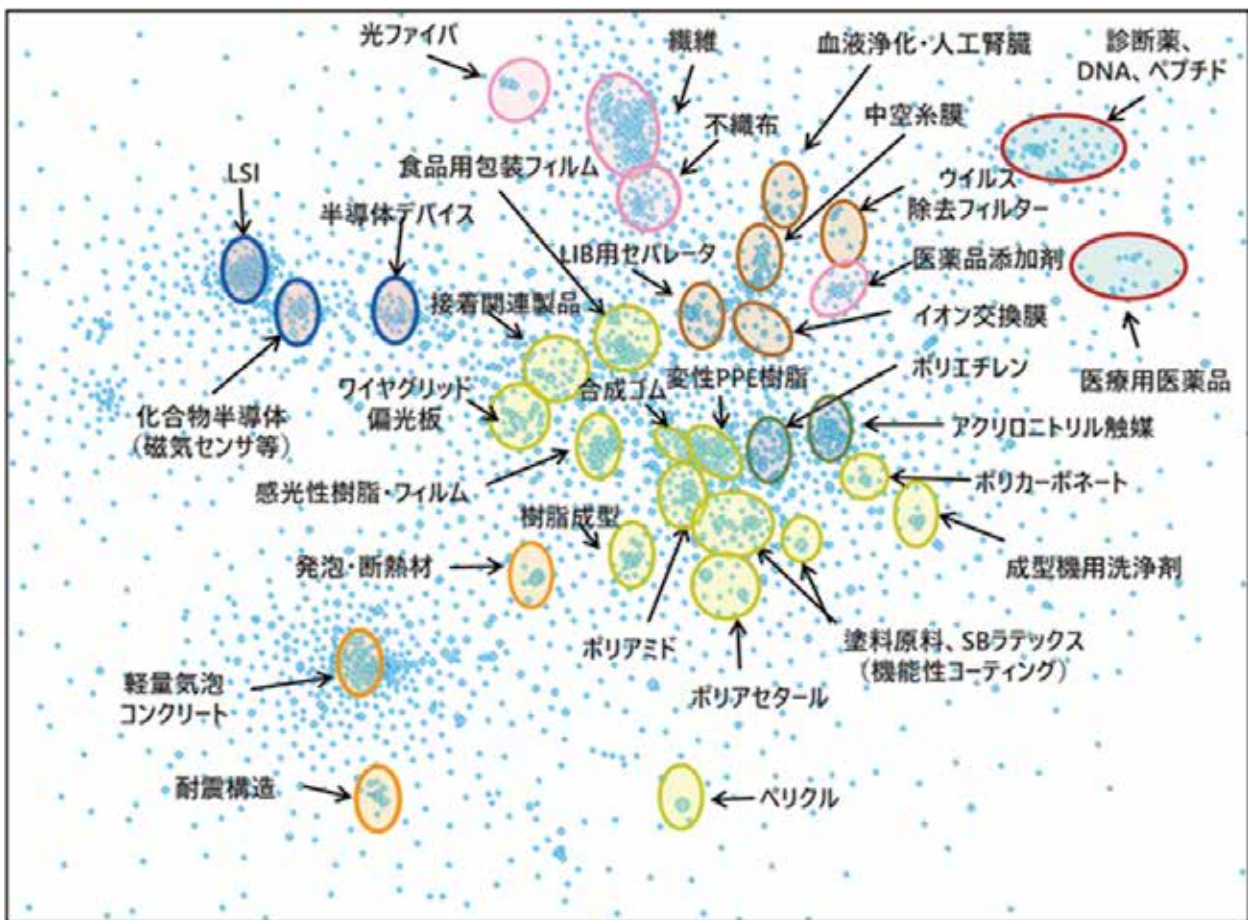 光ファイバ
繊維
血液浄化・人工腎臓
診断薬、
DNA、ペプチド
不織布
中空糸膜
食品用包装フィルム
LSI
半導体デバイス
ウイルス
除去フィルター
LIB用セパレータ
医薬品添加剤
接着関連製品
イオン交換膜
ワイヤグリッド
偏光板
合成ゴム
変性PPE樹脂
ポリエチレン
医療用医薬品
化合物半導体
（磁気センサ等）
アクリロニトリル触媒
感光性樹脂・フィルム
ポリカーボネート
樹脂成型
発泡・断熱材
成型機用洗浄剤
ポリアミド
塗料原料、SBラテックス
（機能性コーティング）
軽量気泡
コンクリート
ポリアセタール
耐震構造
ペリクル